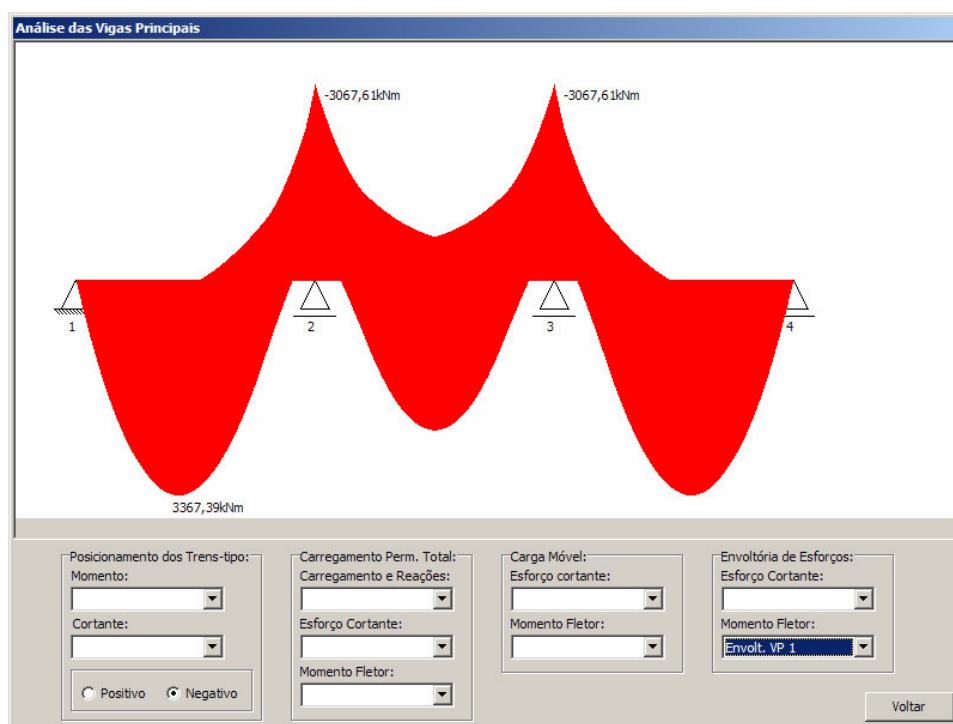 Análise das Vigas Principais
-3067,61kNm
-3067,61kNm
1
2
3
4
3367,39kNm
Posicionamento dos Trens-tipo:
Momento:
Cortante:
Positivo
Negativo
Carregamento Perm. Total:
Carregamento e Reações:
Esforço Cortante:
Momento Fletor:
Carga Móvel:
Esforço cortante:
Momento Fletor:
Envoltória de Esforços:
Esforço Cortante:
Momento Fletor:
Envolt. VP 1
Voltar